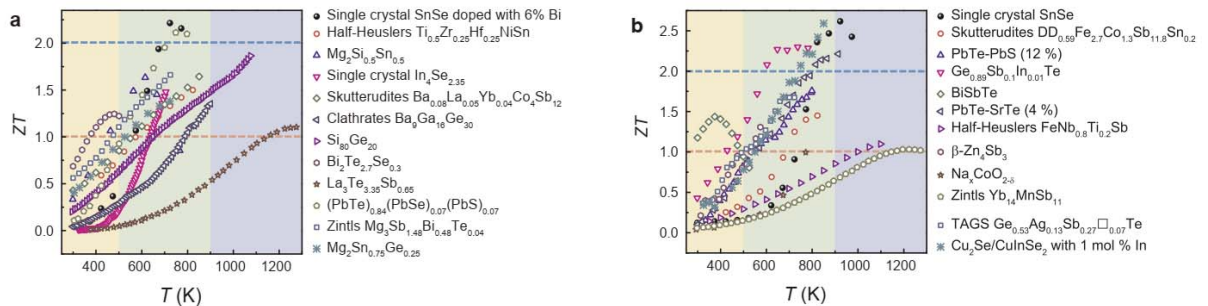 a
ZT
2.0
1.5
1.0
0.5
0.0
400 600 800 1000 1200
T (K)
Single crystal SnSe doped with 6% Bi
Half-Heuslers Ti0.5Zr0.25Hf0.25NiSn
Mg2Si0.5Sn0.5
Single crystal In4Se2.35
Skutterudites Ba0.08La0.05Yb0.04Co4Sb12
Clathrates Ba9Ga16Ge30
Si80Ge20
Bi2Te2.7Se0.3
La3Te3.35Sb0.65
(PbTe)0.84(PbSe)0.07(PbS)0.07
Zintls Mg3Sb1.48Bi0.48Te0.04
Mg2Sn0.75Ge0.25
b
ZT
2.5
2.0
1.5
1.0
0.5
0.0
400 600 800 1000 1200
T (K)
Single crystal SnSe
Skutterudites DD0.59Fe2.7Co1.3Sb11.8Sn0.2
PbTe-PbS (12 %)
Ge0.89Sb0.1In0.01Te
BiSbTe
PbTe-SrTe (4 %)
Half-Heuslers FeNb0.8Ti0.2Sb
β-Zn4Sb3
NaxCoO2-δ
Zintls Yb14MnSb11
TAGS Ge0.53Ag0.13Sb0.27□0.07Te
Cu2Se/CuInSe2 with 1 mol % In